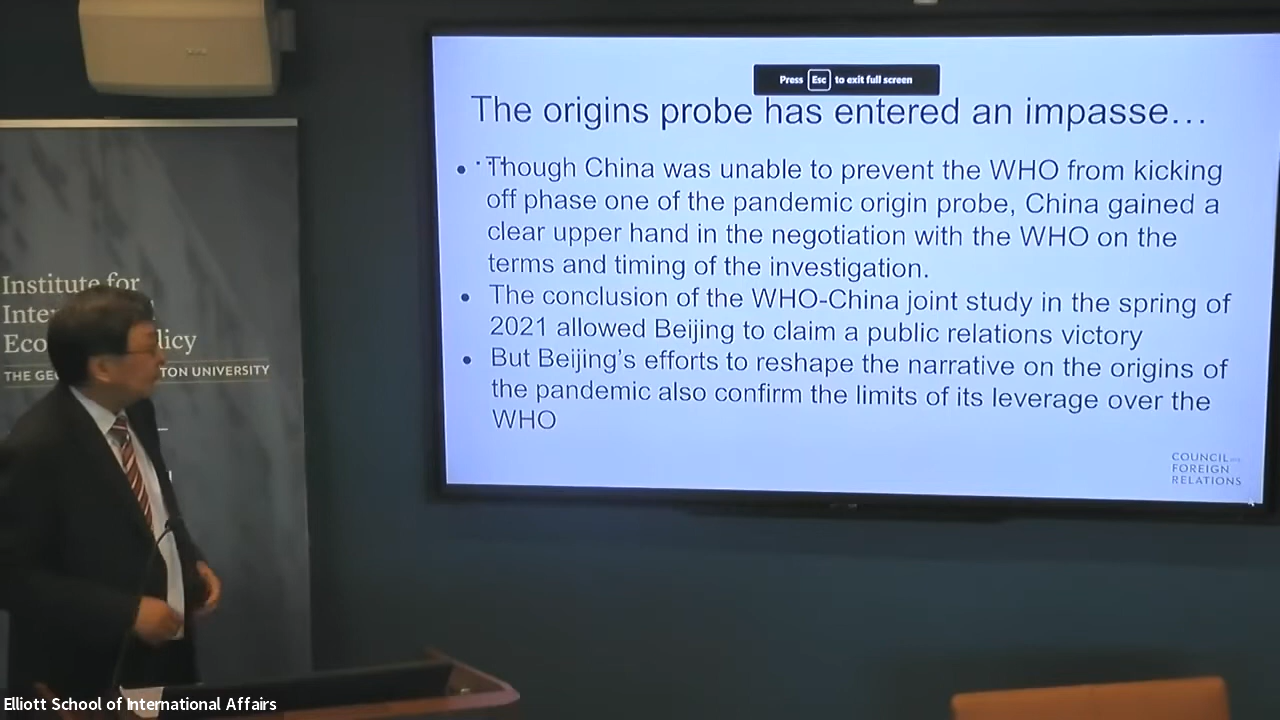 Press Esc to exit full screen
The origins probe has entered an impasse…
• Though China was unable to prevent the WHO from kicking
off phase one of the pandemic origin probe, China gained a
clear upper hand in the negotiation with the WHO on the
terms and timing of the investigation.
• The conclusion of the WHO-China joint study in the spring of
2021 allowed Beijing to claim a public relations victory
• But Beijing's efforts to reshape the narrative on the origins of
the pandemic also confirm the limits of its leverage over the
WHO
COUNCIL
FOREIGN
RELATIONS
Institute for
Inte
Eco licy
THE GEO TON UNIVERSITY
Elliott School of International Affairs